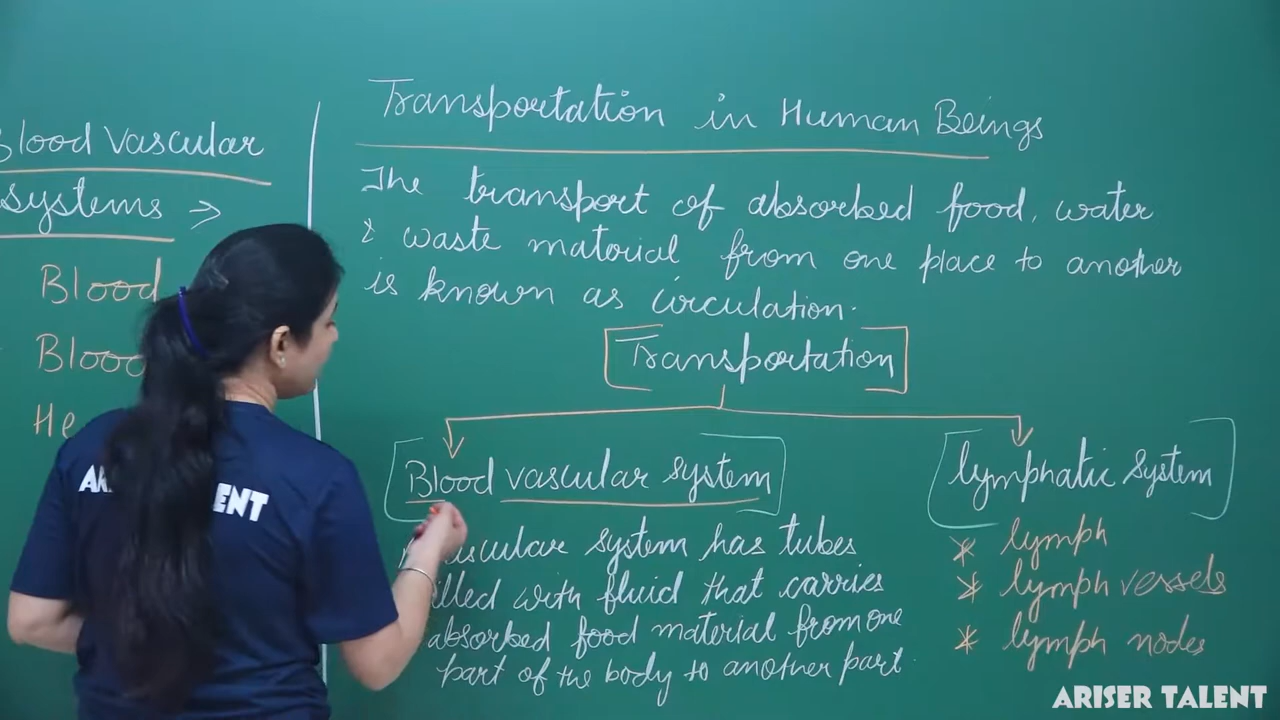 Blood Vascular
systems →
Blood
Blood
He
Transportation in Human Beings
The transport of absorbed food, water
& waste material from one place to another
is known as circulation.
Transportation
Blood vascular system
lymphatic system
system has tubes
with fluid that carries
absorbed food material from one
part of the body to another part.
* lymph
* lymph vessels
* lymph nodes
ENT
ARISER TALENT